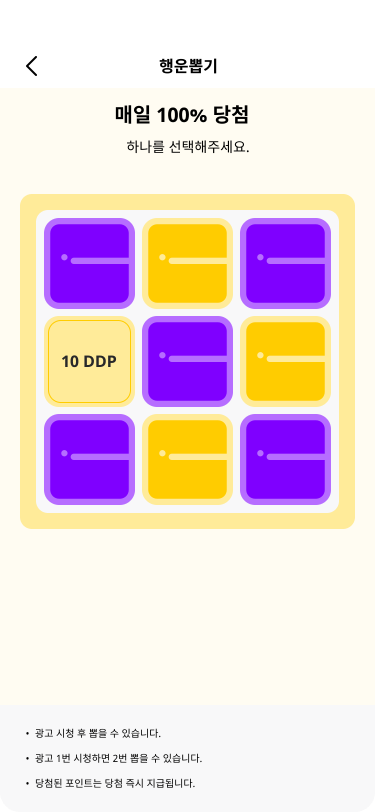 행운뽑기
매일 100% 당첨
하나를 선택해주세요.
10 DDP
• 광고 시청 후 뽑을 수 있습니다.
• 광고 1번 시청하면 2번 뽑을 수 있습니다.
• 당첨된 포인트는 당첨 즉시 지급됩니다.